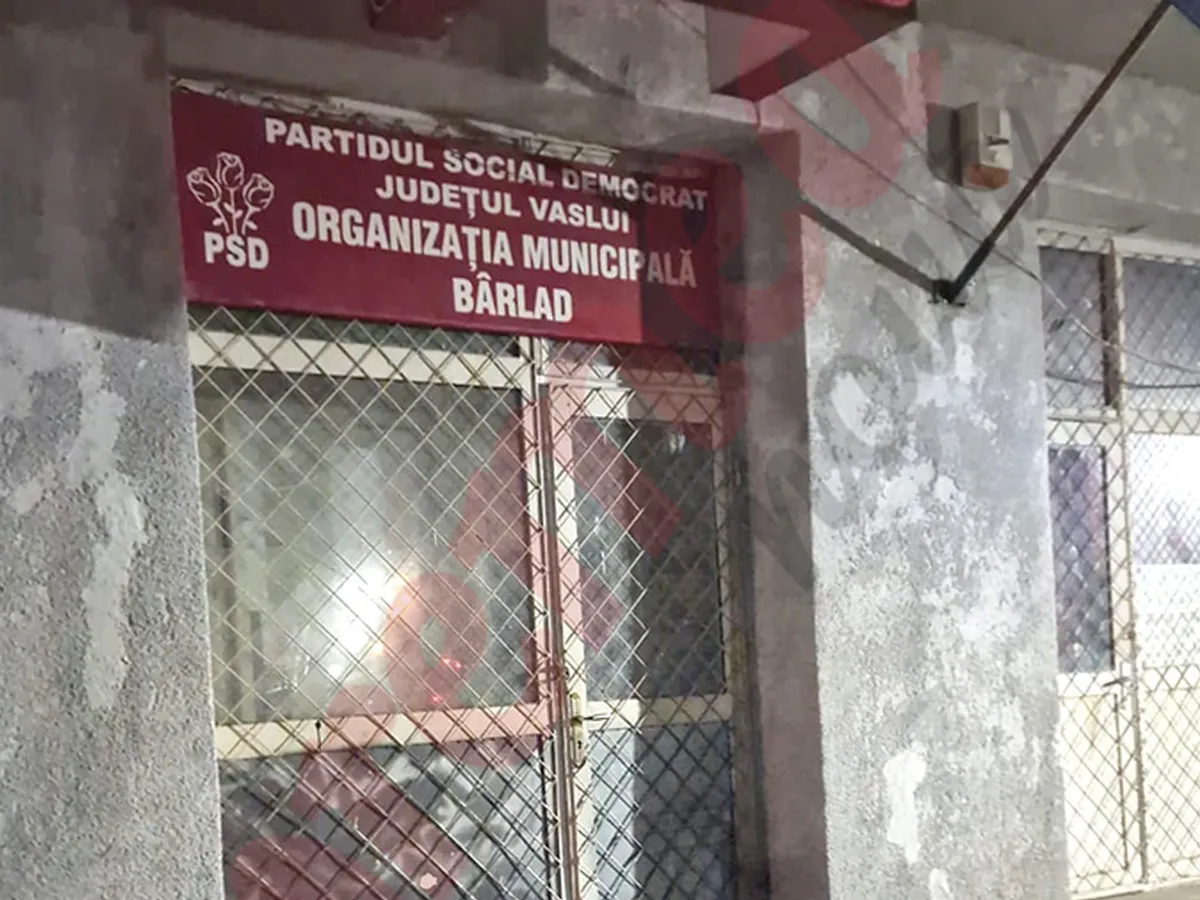 PARTIDUL SOCIAL DEMOCRAT
JUDEȚUL VASLUI
ORGANIZAȚIA MUNICIPALĂ
BÂRLAD
PSD